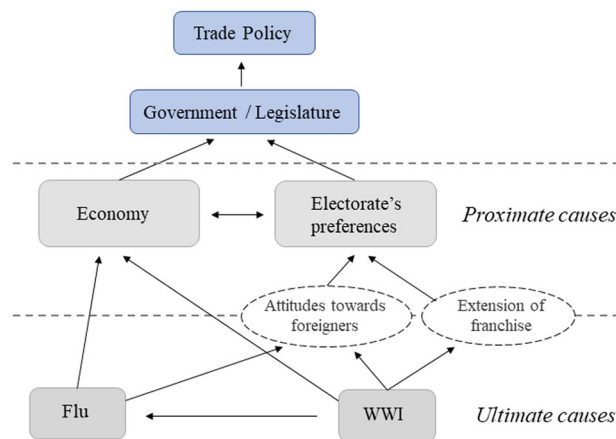 Trade Policy
Government / Legislature
Economy
Electorate's
preferences
Proximate causes
Attitudes towards
foreigners
Extension of
franchise
Flu
WWI
Ultimate causes